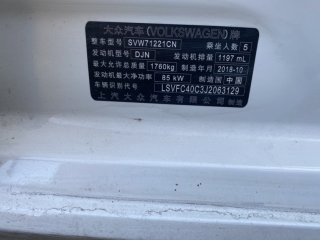 大众汽车(VOLKSWAGEN)牌
整车型号 SVW71221CN 乘坐人数 5
发动机型号 DJN 发动机排量 1197 mL
最大允许总质量 1760kg 制造年月 2018-10
发动机最大净功率 85 kW 制造国 中国
车辆识别代号 LSVFC40C3J2063129
上汽大众汽车有限公司 制造